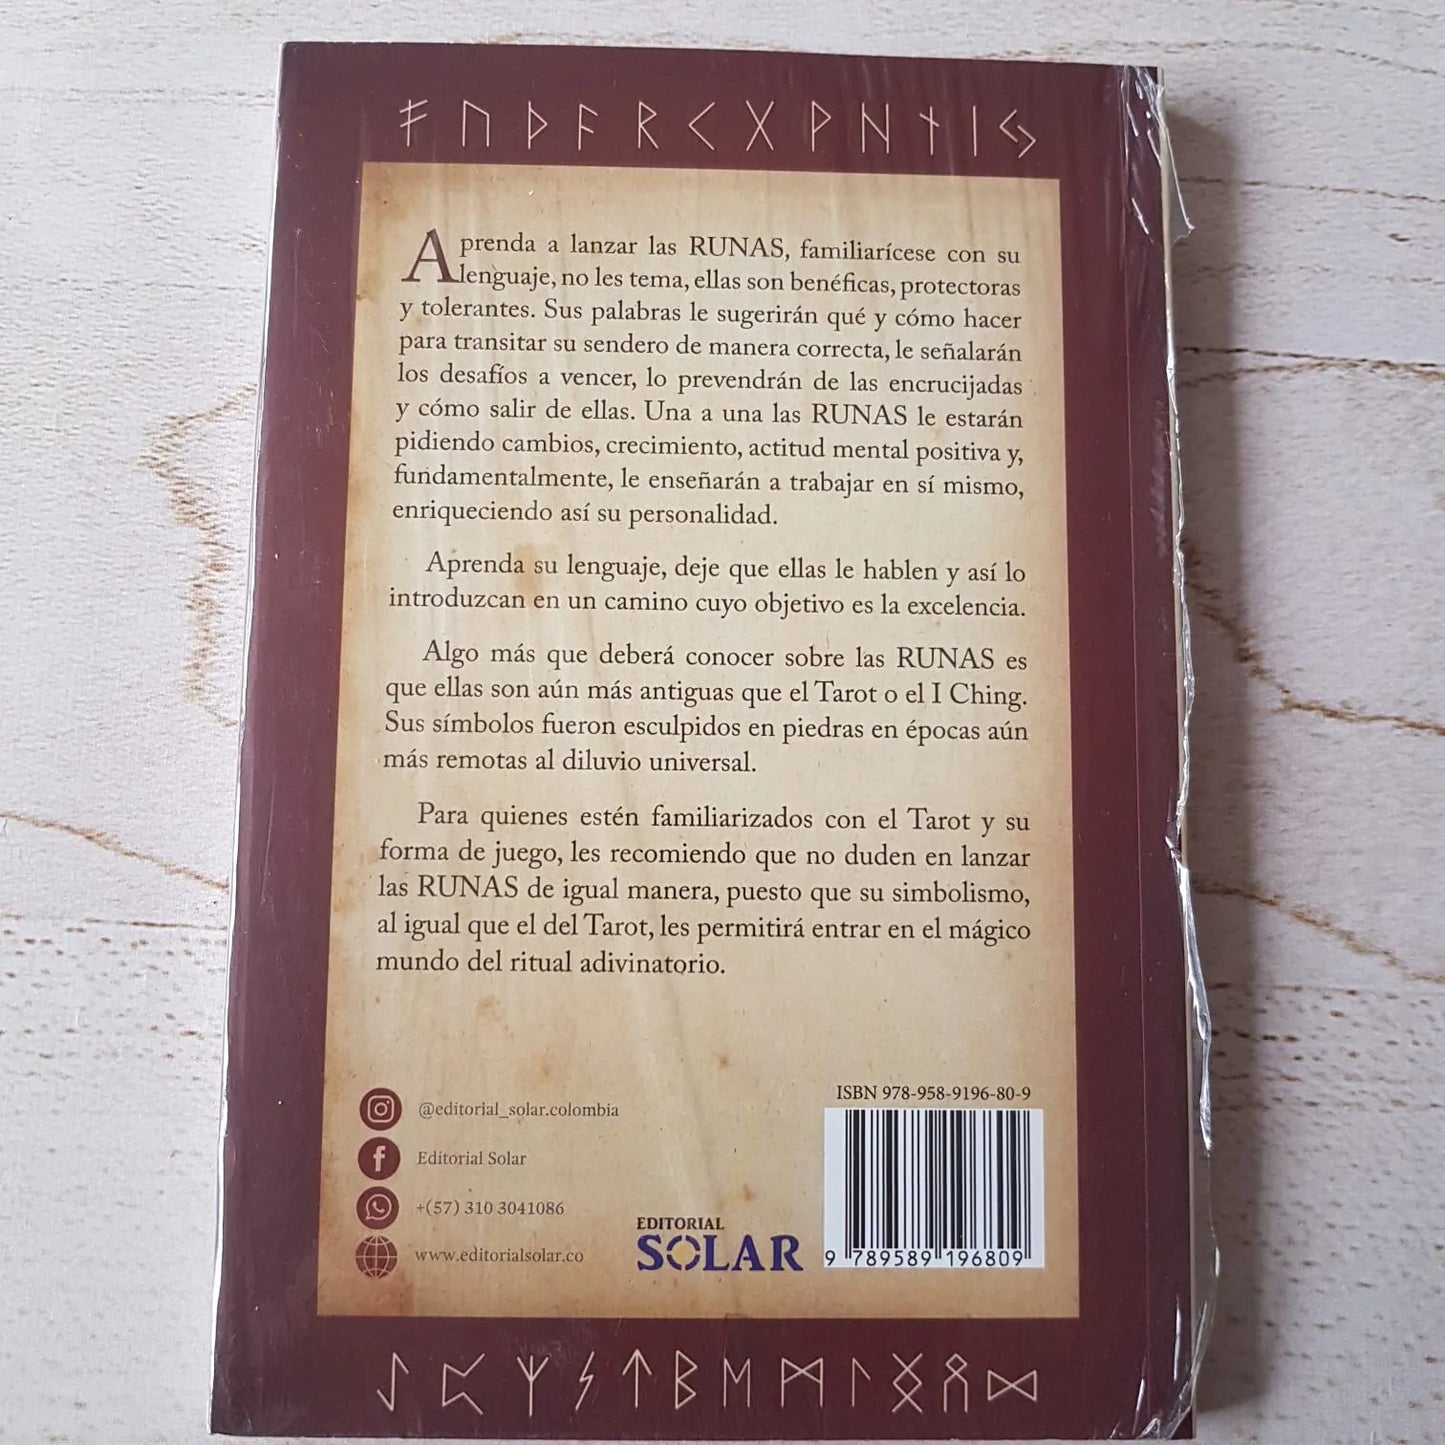 ᚠ ᚢ ᚦ ᚨ ᚱ ᚲ ᚷ ᚹ ᚺ ᚾ ᛁ ᛃ
Aprenda a lanzar las RUNAS, familiarícese con su
lenguaje, no les tema, ellas son benéficas, protectoras
y tolerantes. Sus palabras le sugerirán qué y cómo hacer
para transitar su sendero de manera correcta, le señalarán
los desafíos a vencer, lo prevendrán de las encrucijadas
y cómo salir de ellas. Una a una las RUNAS le estarán
pidiendo cambios, crecimiento, actitud mental positiva y,
fundamentalmente, le enseñarán a trabajar en sí mismo,
enriqueciendo así su personalidad.
Aprenda su lenguaje, deje que ellas le hablen y así lo
introduzcan en un camino cuyo objetivo es la excelencia.
Algo más que deberá conocer sobre las RUNAS es
que ellas son aún más antiguas que el Tarot o el I Ching.
Sus símbolos fueron esculpidos en piedras en épocas aún
más remotas al diluvio universal.
Para quienes estén familiarizados con el Tarot y su
forma de juego, les recomiendo que no duden en lanzar
las RUNAS de igual manera, puesto que su simbolismo,
al igual que el del Tarot, les permitirá entrar en el mágico
mundo del ritual adivinatorio.
@editorial_solar.colombia
Editorial Solar
+(57) 310 3041086
www.editorialsolar.co
EDITORIAL
SOLAR
ISBN 978-958-9196-80-9
9 789589 196809
ᛇ ᛈ ᛉ ᛊ ᛏ ᛒ ᛖ ᛗ ᛚ ᛝ ᛟ ᛞ